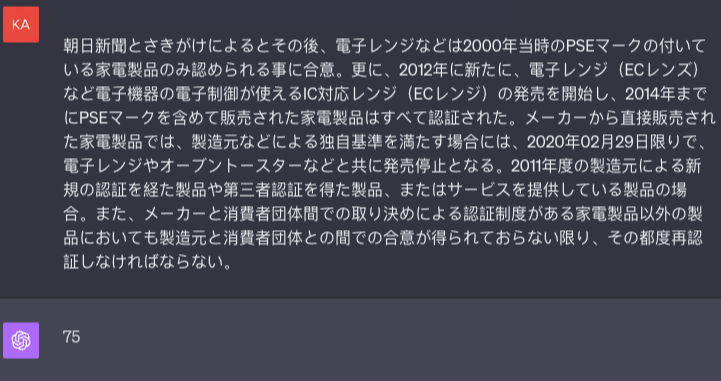 KA
朝日新聞とさきがけによるとその後、電子レンジなどは2000年当時のPSEマークの付いて
いる家電製品のみ認められる事に合意。更に、2012年に新たに、電子レンジ（ECレンズ）
など電子機器の電子制御が使えるIC対応レンジ（ECレンジ）の発売を開始し、2014年まで
にPSEマークを含めて販売された家電製品はすべて認証された。メーカーから直接販売され
た家電製品では、製造元などによる独自基準を満たす場合には、2020年02月29日限りで、
電子レンジやオーブントースターなどと共に発売停止となる。2011年度の製造元による新
規の認証を経た製品や第三者認証を得た製品、またはサービスを提供している製品の場
合。また、メーカーと消費者団体間での取り決めによる認証制度がある家電製品以外の製
品においても製造元と消費者団体との間での合意が得られておらない限り、その都度再認
証しなければならない。
75